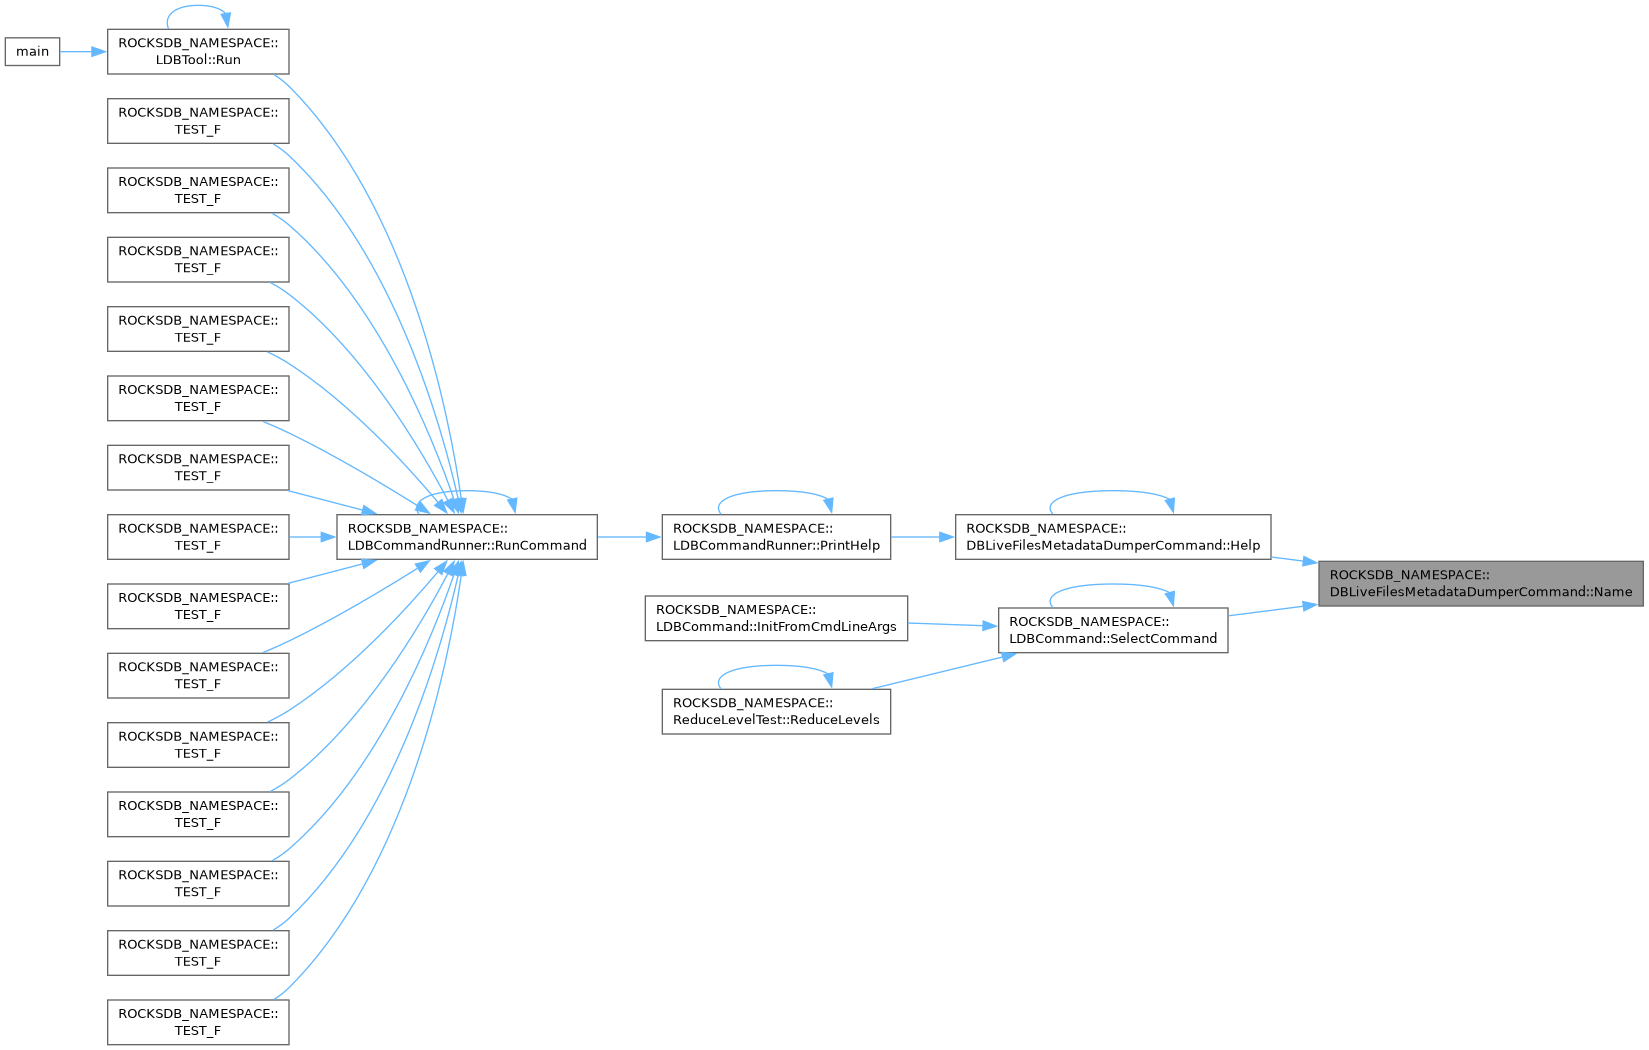 main
ROCKSDB_NAMESPACE::
LDBTool::Run
ROCKSDB_NAMESPACE::
TEST_F
ROCKSDB_NAMESPACE::
TEST_F
ROCKSDB_NAMESPACE::
TEST_F
ROCKSDB_NAMESPACE::
TEST_F
ROCKSDB_NAMESPACE::
TEST_F
ROCKSDB_NAMESPACE::
TEST_F
ROCKSDB_NAMESPACE::
TEST_F
ROCKSDB_NAMESPACE::
TEST_F
ROCKSDB_NAMESPACE::
TEST_F
ROCKSDB_NAMESPACE::
TEST_F
ROCKSDB_NAMESPACE::
TEST_F
ROCKSDB_NAMESPACE::
TEST_F
ROCKSDB_NAMESPACE::
TEST_F
ROCKSDB_NAMESPACE::
TEST_F
ROCKSDB_NAMESPACE::
LDBCommandRunner::RunCommand
ROCKSDB_NAMESPACE::
LDBCommandRunner::PrintHelp
ROCKSDB_NAMESPACE::
DBLiveFilesMetadataDumperCommand::Help
ROCKSDB_NAMESPACE::
DBLiveFilesMetadataDumperCommand::Name
ROCKSDB_NAMESPACE::
LDBCommand::InitFromCmdLineArgs
ROCKSDB_NAMESPACE::
LDBCommand::SelectCommand
ROCKSDB_NAMESPACE::
ReduceLevelTest::ReduceLevels